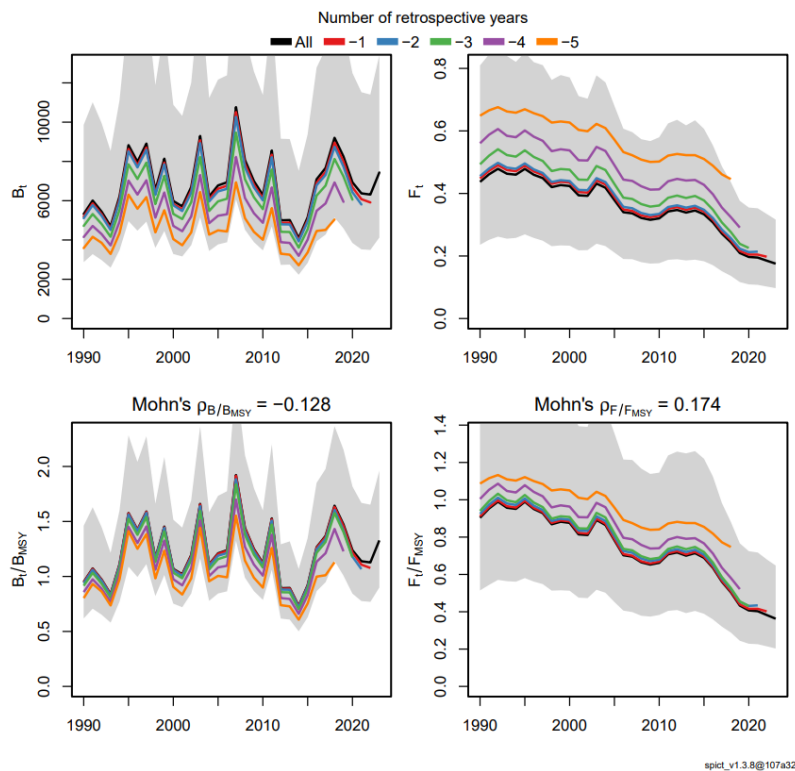 Number of retrospective years
All −1 −2 −3 −4 −5
Bt
0 2000 6000 10000
1990 2000 2010 2020
Ft
0.0 0.2 0.4 0.6 0.8
1990 2000 2010 2020
Mohn's ρB/BMSY = −0.128
Bt/BMSY
0.0 0.5 1.0 1.5 2.0
1990 2000 2010 2020
Mohn's ρF/FMSY = 0.174
Ft/FMSY
0.0 0.2 0.4 0.6 0.8 1.0 1.2 1.4
1990 2000 2010 2020
spict_v1.3.8@107a32